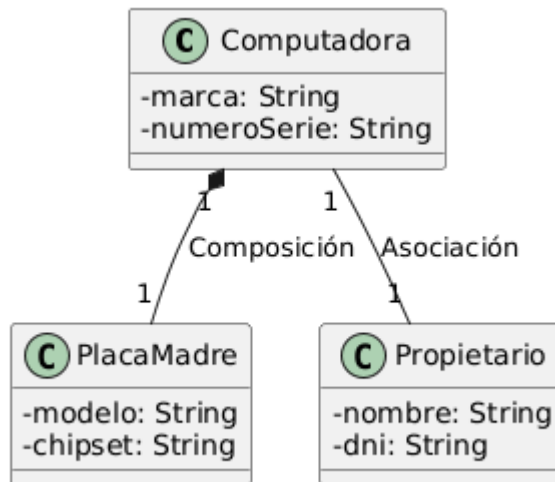 C Computadora
-marca: String
-numeroSerie: String
1
1
Composición
Asociación
1
1
C PlacaMadre
-modelo: String
-chipset: String
C Propietario
-nombre: String
-dni: String